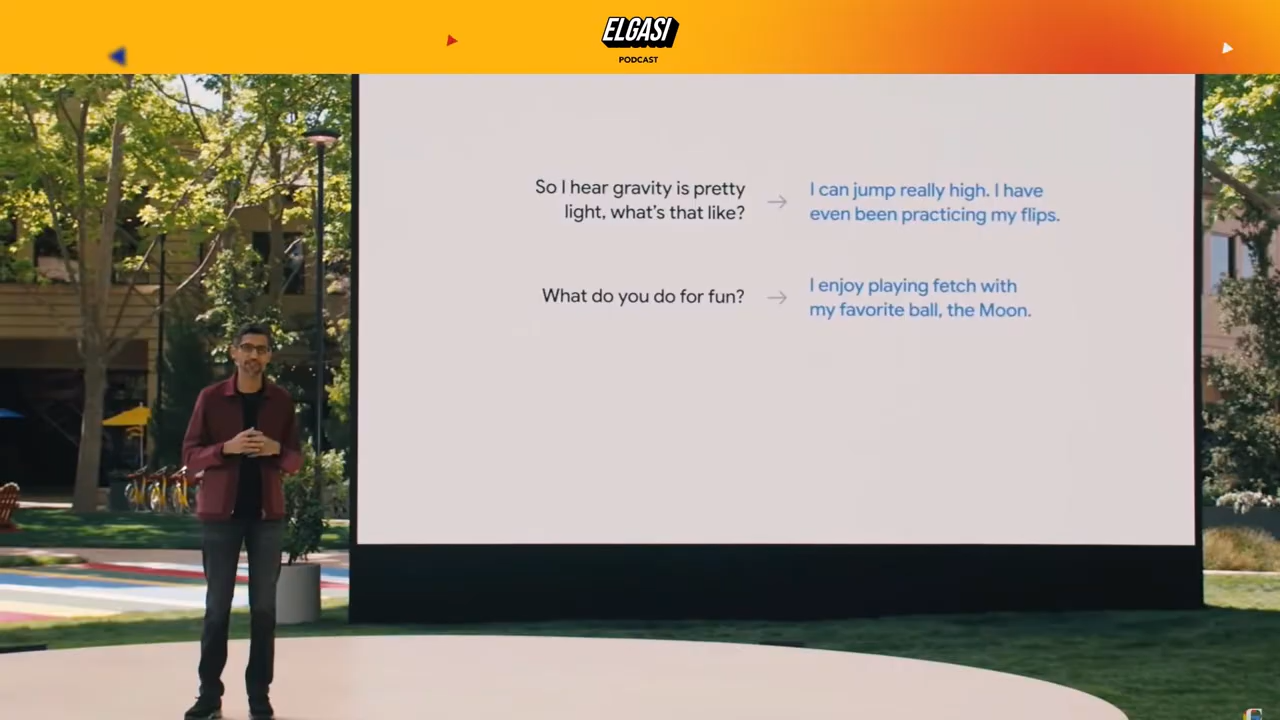 ELGASI
PODCAST
So I hear gravity is pretty
light, what's that like?
→
I can jump really high. I have
even been practicing my flips.
What do you do for fun?
→
I enjoy playing fetch with
my favorite ball, the Moon.